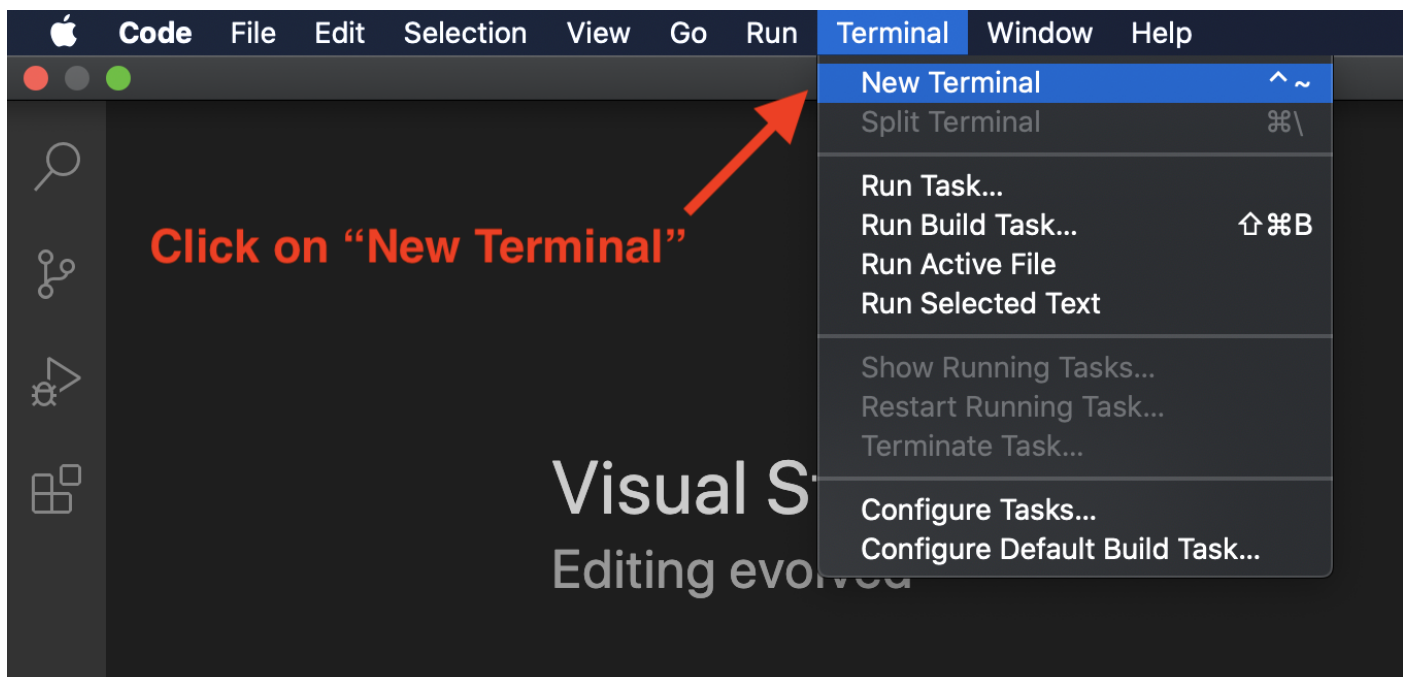 Code File Edit Selection View Go Run Terminal Window Help
New Terminal ^~
Split Terminal ⌘\
Click on “New Terminal”
Run Task...
Run Build Task... ⇧⌘B
Run Active File
Run Selected Text
Show Running Tasks...
Restart Running Task...
Terminate Task...
Configure Tasks...
Configure Default Build Task...
Visual S
Editing evolved